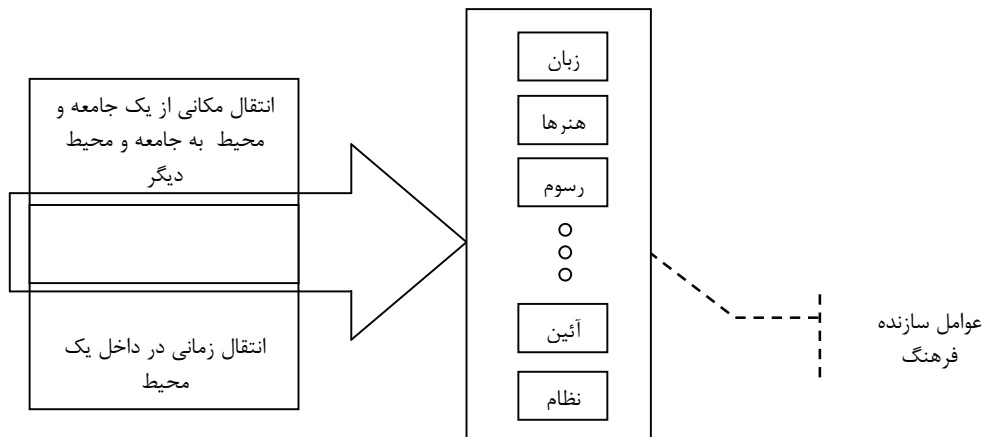 زبان
هنرها
رسوم
آئین
نظام
انتقال مکانی از یک جامعه و
محیط به جامعه و محیط
دیگر
انتقال زمانی در داخل یک
محیط
عوامل سازنده
فرهنگ